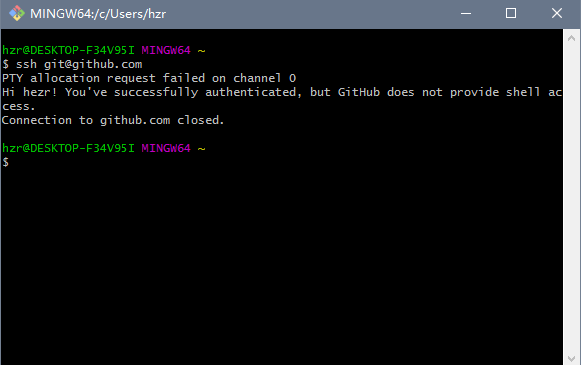 MINGW64:/c/Users/hzr
hzr@DESKTOP-F34V95I MINGW64 ~
$ ssh git@github.com
PTY allocation request failed on channel 0
Hi hezr! You've successfully authenticated, but GitHub does not provide shell ac
cess.
Connection to github.com closed.
hzr@DESKTOP-F34V95I MINGW64 ~
$